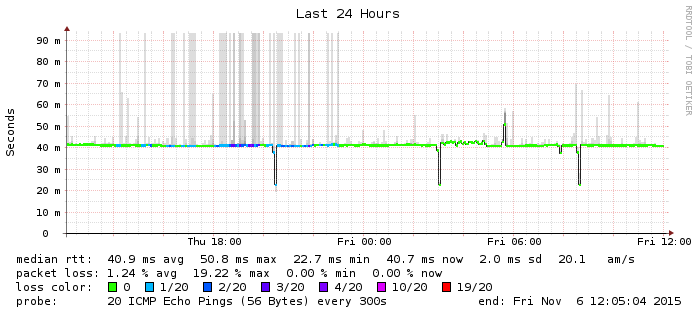 Last 24 Hours
RRDTOOL / TOBI OETIKER
Seconds
90 m
80 m
70 m
60 m
50 m
40 m
30 m
20 m
10 m
0
Thu 18:00 Fri 00:00 Fri 06:00 Fri 12:00
median rtt: 40.9 ms avg 50.8 ms max 22.7 ms min 40.7 ms now 2.0 ms sd 20.1 am/s
packet loss: 1.24 % avg 19.22 % max 0.00 % min 0.00 % now
loss color: 0 1/20 2/20 3/20 4/20 10/20 19/20
probe: 20 ICMP Echo Pings (56 Bytes) every 300s end: Fri Nov 6 12:05:04 2015